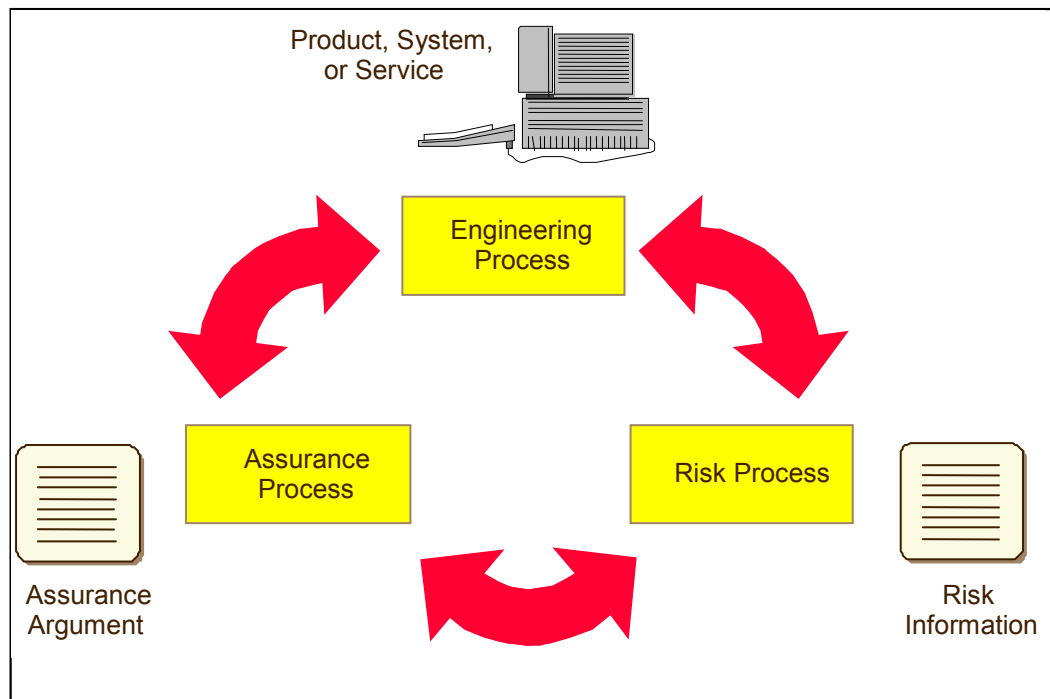 Product, System,
or Service
Engineering
Process
Assurance
Process
Risk Process
Assurance
Argument
Risk
Information